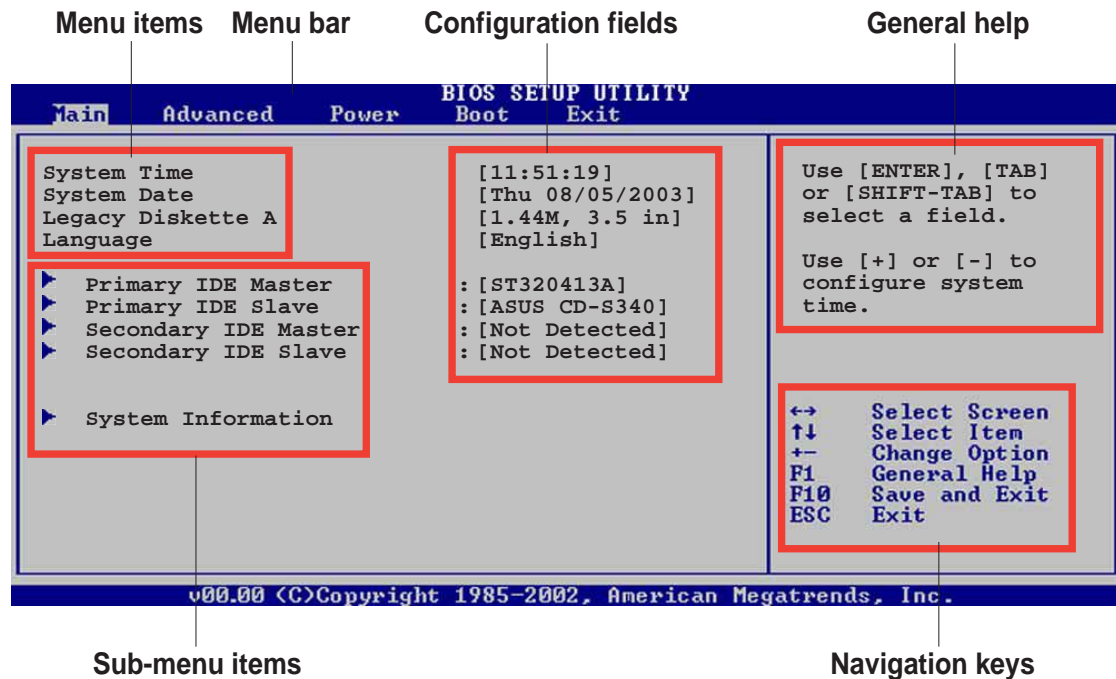 Menu items Menu bar Configuration fields General help
BIOS SETUP UTILITY
Main Advanced Power Boot Exit
System Time [11:51:19]
System Date [Thu 08/05/2003]
Legacy Diskette A [1.44M, 3.5 in]
Language [English]
Primary IDE Master :[ST320413A]
Primary IDE Slave :[ASUS CD-S340]
Secondary IDE Master :[Not Detected]
Secondary IDE Slave :[Not Detected]
System Information
Use [ENTER], [TAB]
or [SHIFT-TAB] to
select a field.
Use [+] or [-] to
configure system
time.
←→ Select Screen
↑↓ Select Item
+- Change Option
F1 General Help
F10 Save and Exit
ESC Exit
v00.00 (C)Copyright 1985-2002, American Megatrends, Inc.
Sub-menu items Navigation keys